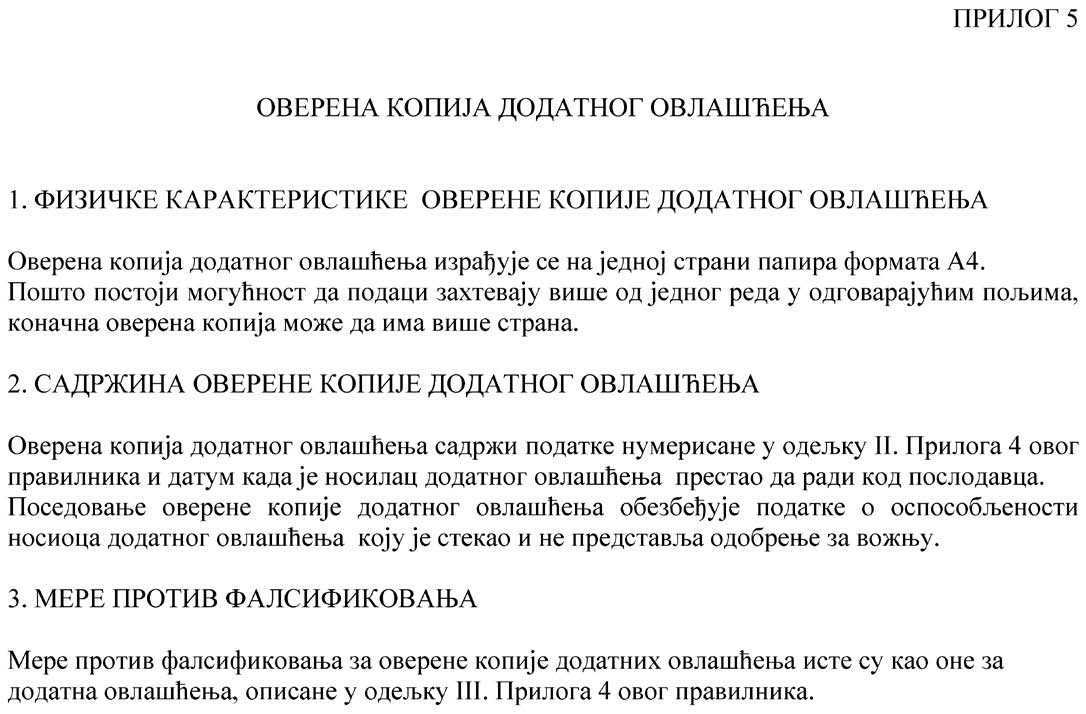 ПРИЛОГ 5
ОВЕРЕНА КОПИЈА ДОДАТНОГ ОВЛАШЋЕЊА
1. ФИЗИЧКЕ КАРАКТЕРИСТИКЕ ОВЕРЕНЕ КОПИЈЕ ДОДАТНОГ ОВЛАШЋЕЊА
Оверена копија додатног овлашћења израђује се на једној страни папира формата А4.
Пошто постоји могућност да подаци захтевају више од једног реда у одговарајућим пољима,
коначна оверена копија може да има више страна.
2. САДРЖИНА ОВЕРЕНЕ КОПИЈЕ ДОДАТНОГ ОВЛАШЋЕЊА
Оверена копија додатног овлашћења садржи податке нумерисане у одељку II. Прилога 4 овог
правилника и датум када је носилац додатног овлашћења престао да ради код послодавца.
Поседовање оверене копије додатног овлашћења обезбеђује податке о оспособљености
носиоца додатног овлашћења коју је стекао и не представља одобрење за вожњу.
3. МЕРЕ ПРОТИВ ФАЛСИФИКОВАЊА
Мере против фалсификовања за оверене копије додатних овлашћења исте су као оне за
додатна овлашћења, описане у одељку III. Прилога 4 овог правилника.